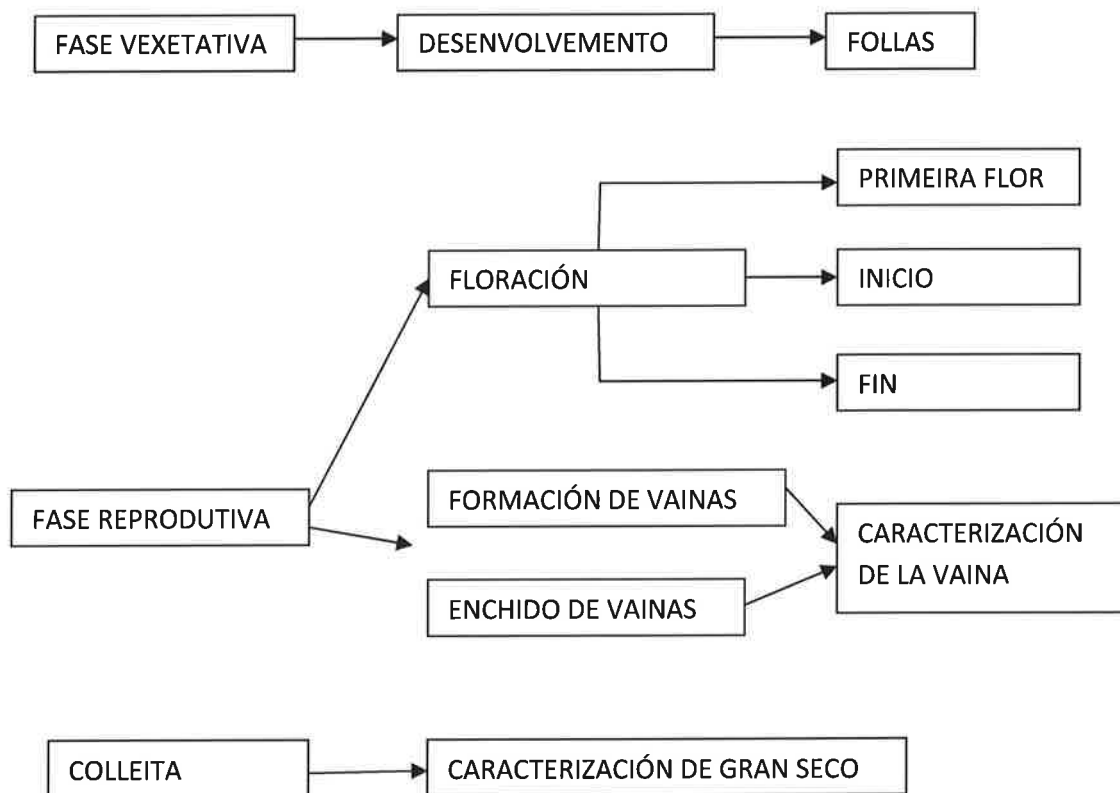 FASE VEXETATIVA
DESENVOLVEMENTO
FOLLAS
PRIMEIRA FLOR
FLORACIÓN
INICIO
FIN
FASE REPRODUTIVA
FORMACIÓN DE VAINAS
CARACTERIZACIÓN
DE LA VAINA
ENCHIDO DE VAINAS
COLLEITA
CARACTERIZACIÓN DE GRAN SECO